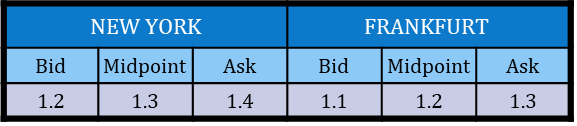 NEW YORK FRANKFURT
Bid Midpoint Ask Bid Midpoint Ask
1.2 1.3 1.4 1.1 1.2 1.3